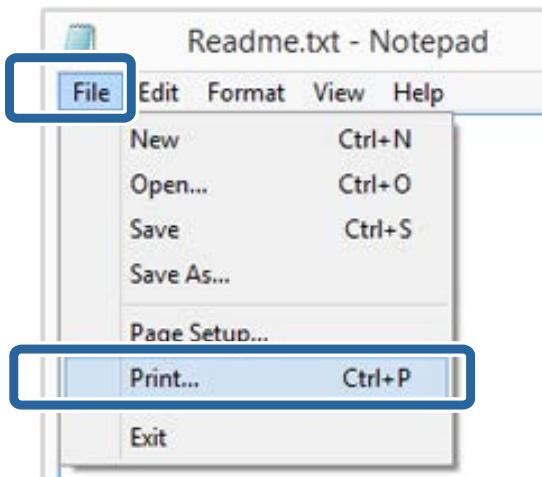 Readme.txt - Notepad
File Edit Format View Help
New Ctrl+N
Open... Ctrl+O
Save Ctrl+S
Save As...
Page Setup...
Print... Ctrl+P
Exit